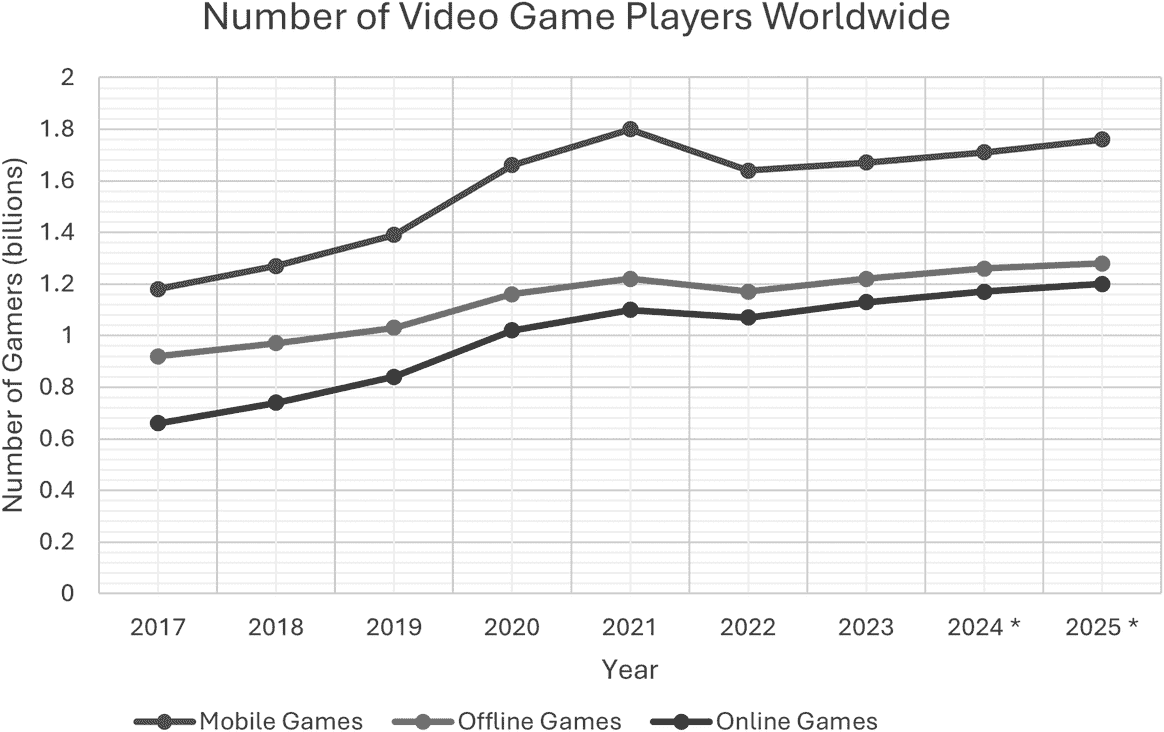 Number of Video Game Players Worldwide
Number of Gamers (billions)
2
1.8
1.6
1.4
1.2
1
0.8
0.6
0.4
0.2
0
2017 2018 2019 2020 2021 2022 2023 2024 * 2025 *
Year
Mobile Games Offline Games Online Games